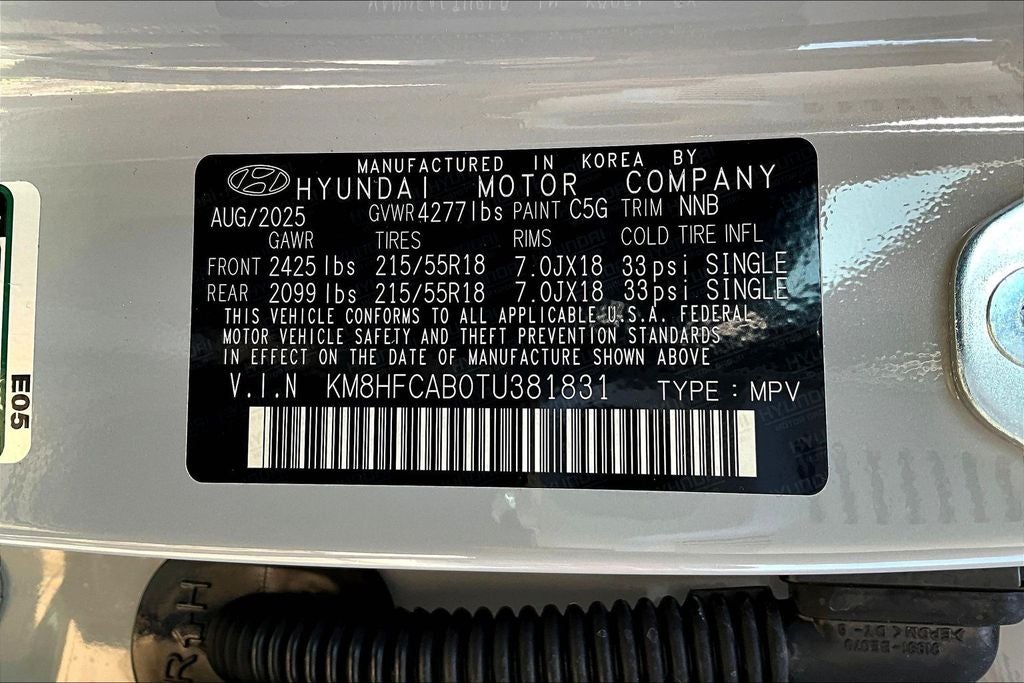 MANUFACTURED IN KOREA BY
HYUNDAI MOTOR COMPANY
AUG/2025 GVWR 4277lbs PAINT C5G TRIM NNB
GAWR TIRES RIMS COLD TIRE INFL
FRONT 2425 lbs 215/55R18 7.0JX18 33psi SINGLE
REAR 2099 lbs 215/55R18 7.0JX18 33psi SINGLE
THIS VEHICLE CONFORMS TO ALL APPLICABLE U.S.A. FEDERAL
MOTOR VEHICLE SAFETY AND THEFT PREVENTION STANDARDS
IN EFFECT ON THE DATE OF MANUFACTURE SHOWN ABOVE
V.I.N KM8HFCAB0TU381831 TYPE : MPV
E05
RH
>EPDM<